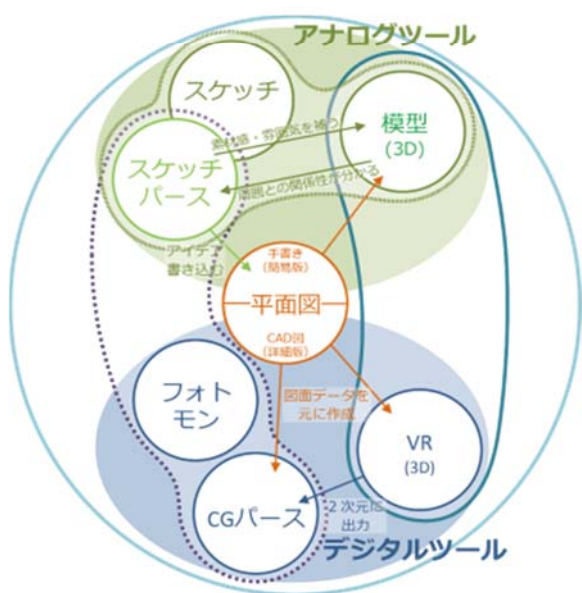 アナログツール
スケッチ
模型
(3D)
素材感・雰囲気を補う
スケッチ
パース
周囲との関係性が分かる
アイデア
書き込む
手書き
(簡易版)
平面図
CAD図
(詳細版)
フォト
モン
図面データを
元に作成
VR
(3D)
CGパース
2次元に
出力
デジタルツール